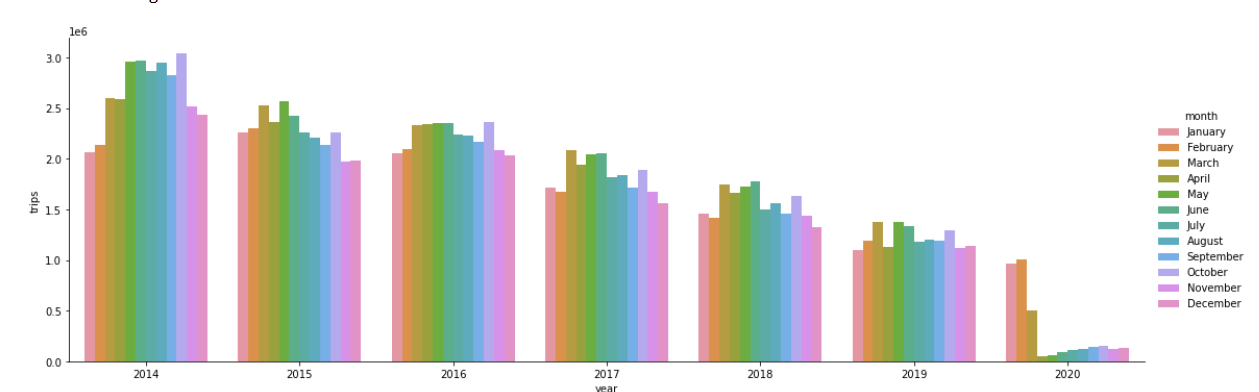 1e6
3.0
2.5
2.0
1.5
1.0
0.5
0.0
trips
2014 2015 2016 2017 2018 2019 2020
year
month
January
February
March
April
May
June
July
August
September
October
November
December